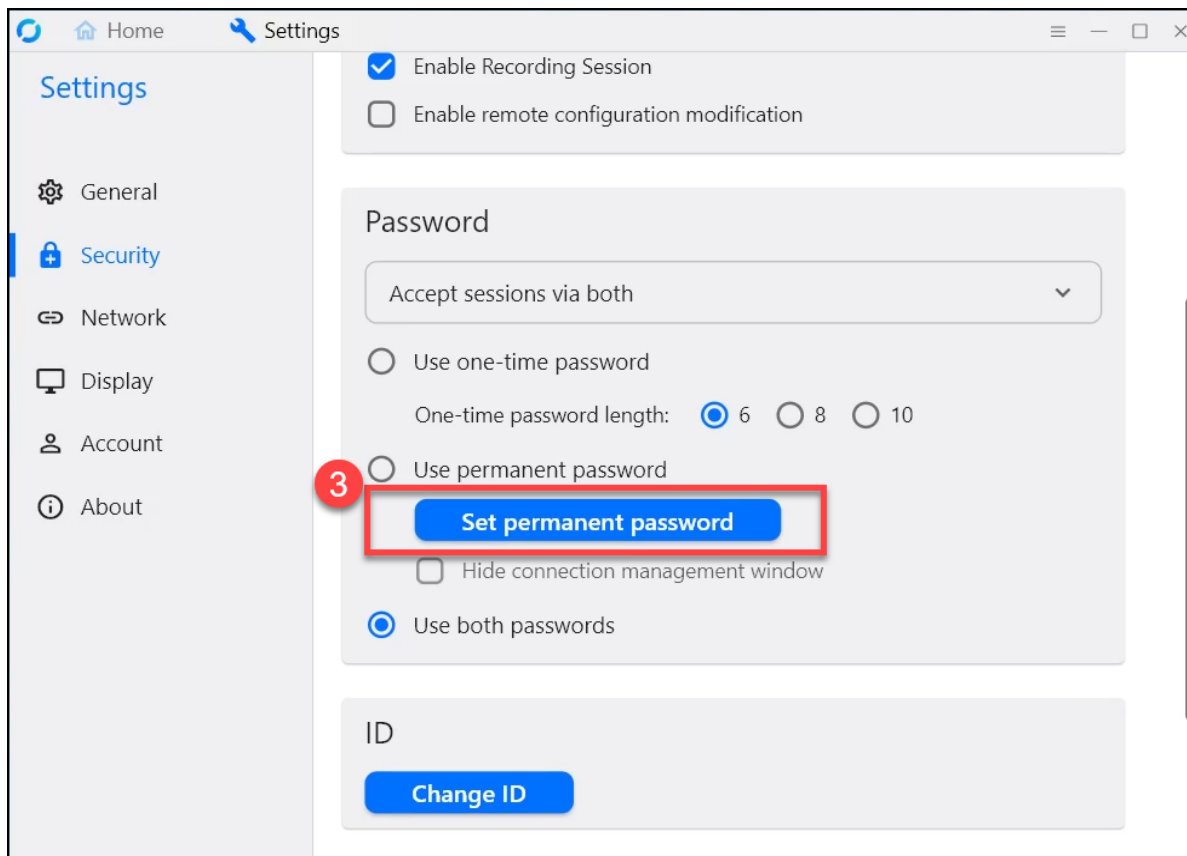 Home
Settings
Settings
Enable Recording Session
Enable remote configuration modification
General
Security
Network
Display
Account
About
Password
Accept sessions via both
Use one-time password
One-time password length: 6 8 10
Use permanent password
3
Set permanent password
Hide connection management window
Use both passwords
ID
Change ID